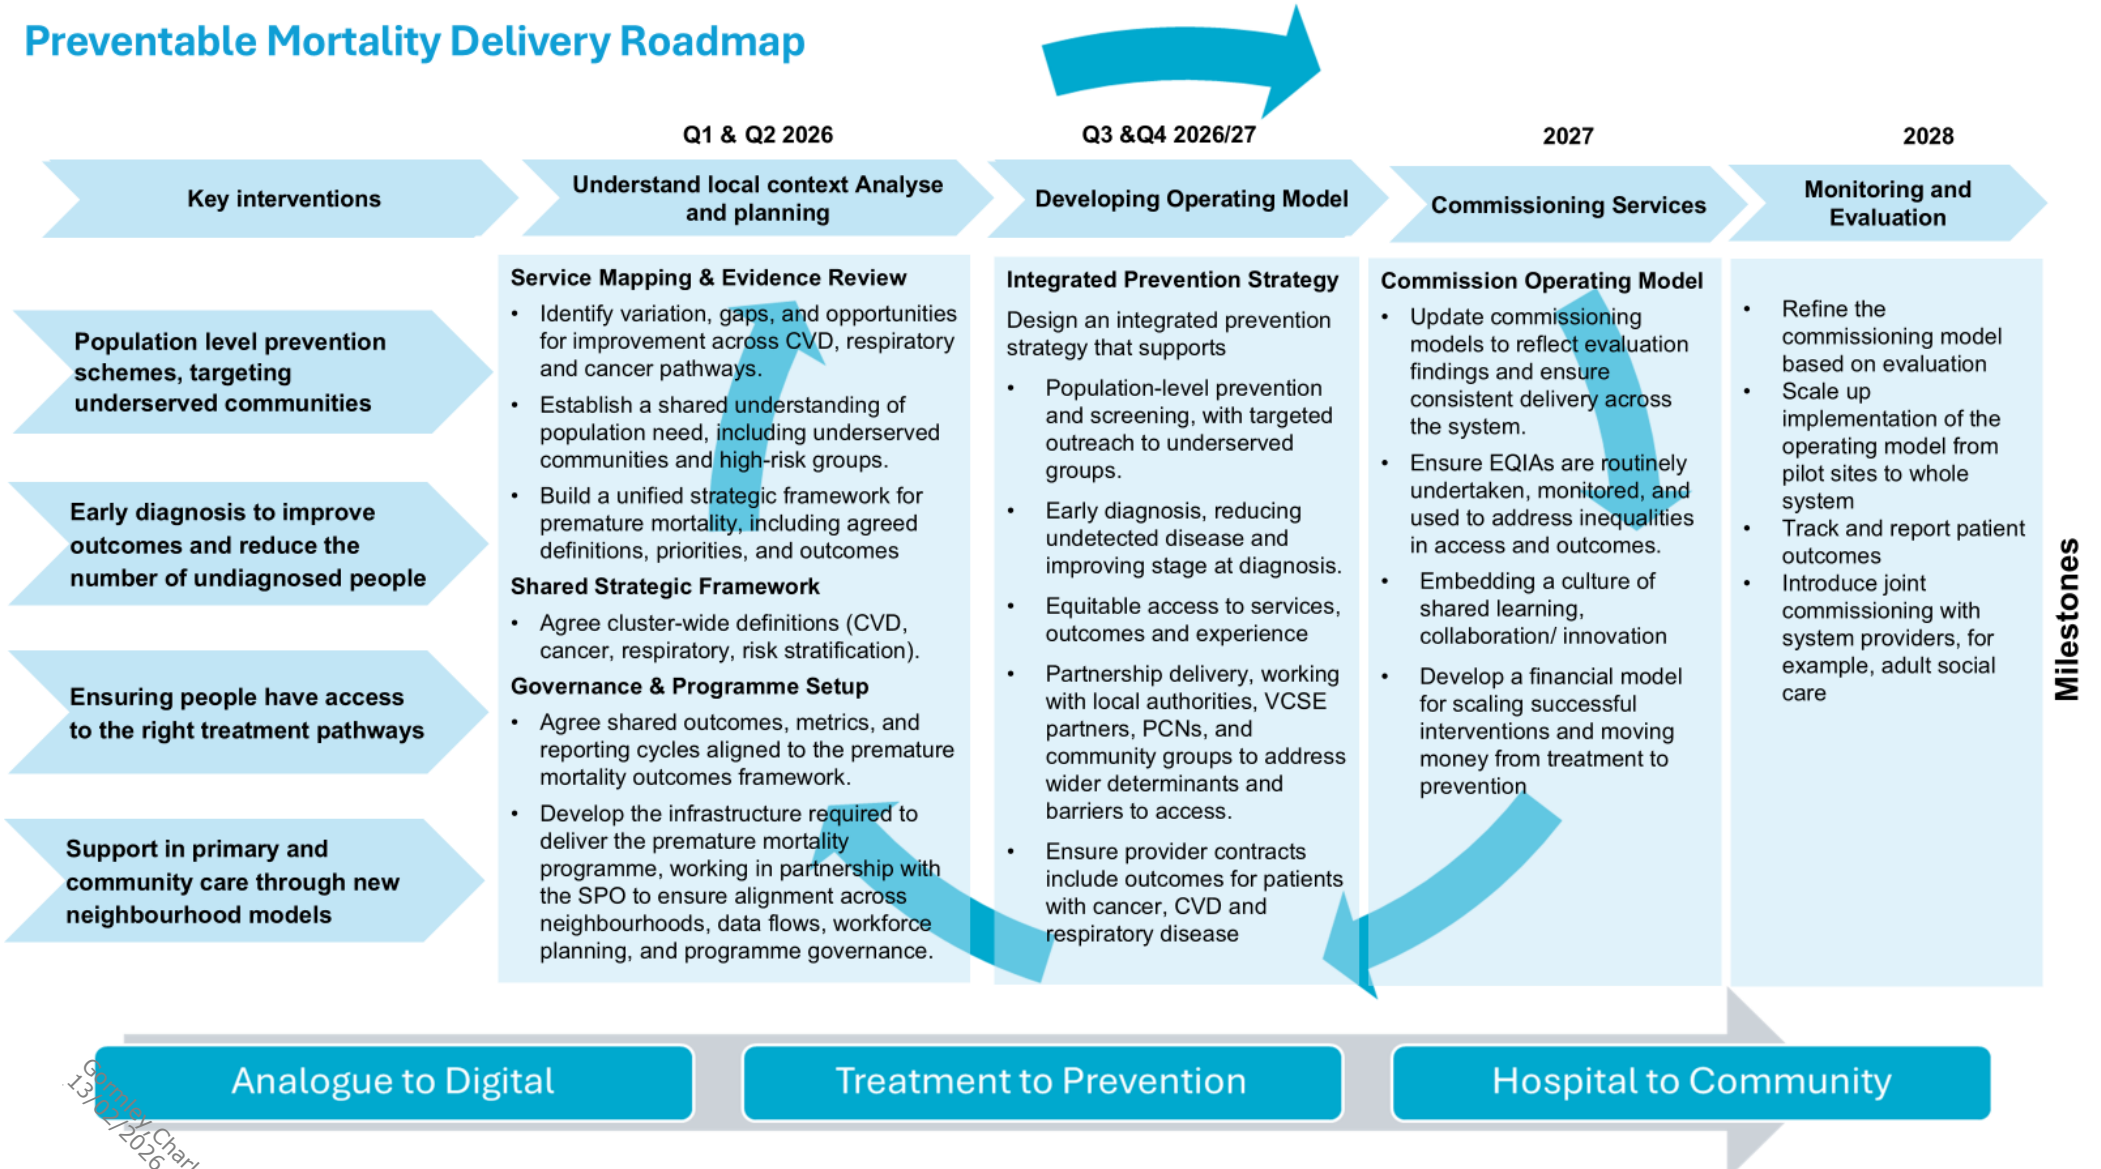 Preventable Mortality Delivery Roadmap
Q1 & Q2 2026
Q3 &Q4 2026/27
2027
2028
Key interventions
Understand local context Analyse
and planning
Developing Operating Model
Commissioning Services
Monitoring and
Evaluation
Population level prevention
schemes, targeting
underserved communities
Early diagnosis to improve
outcomes and reduce the
number of undiagnosed people
Ensuring people have access
to the right treatment pathways
Support in primary and
community care through new
neighbourhood models
Service Mapping & Evidence Review
• Identify variation, gaps, and opportunities
for improvement across CVD, respiratory
and cancer pathways.
• Establish a shared understanding of
population need, including underserved
communities and high-risk groups.
• Build a unified strategic framework for
premature mortality, including agreed
definitions, priorities, and outcomes
Shared Strategic Framework
• Agree cluster-wide definitions (CVD,
cancer, respiratory, risk stratification).
Governance & Programme Setup
• Agree shared outcomes, metrics, and
reporting cycles aligned to the premature
mortality outcomes framework.
• Develop the infrastructure required to
deliver the premature mortality
programme, working in partnership with
the SPO to ensure alignment across
neighbourhoods, data flows, workforce
planning, and programme governance.
Integrated Prevention Strategy
Design an integrated prevention
strategy that supports
• Population-level prevention
and screening, with targeted
outreach to underserved
groups.
• Early diagnosis, reducing
undetected disease and
improving stage at diagnosis.
• Equitable access to services,
outcomes and experience
• Partnership delivery, working
with local authorities, VCSE
partners, PCNs, and
community groups to address
wider determinants and
barriers to access.
• Ensure provider contracts
include outcomes for patients
with cancer, CVD and
respiratory disease
Commission Operating Model
• Update commissioning
models to reflect evaluation
findings and ensure
consistent delivery across
the system.
• Ensure EQIAs are routinely
undertaken, monitored, and
used to address inequalities
in access and outcomes.
• Embedding a culture of
shared learning,
collaboration/ innovation
• Develop a financial model
for scaling successful
interventions and moving
money from treatment to
prevention
• Refine the
commissioning model
based on evaluation
• Scale up
implementation of the
operating model from
pilot sites to whole
system
• Track and report patient
outcomes
• Introduce joint
commissioning with
system providers, for
example, adult social
care
Milestones
Analogue to Digital
Treatment to Prevention
Hospital to Community
Gormley,
13/02/2026